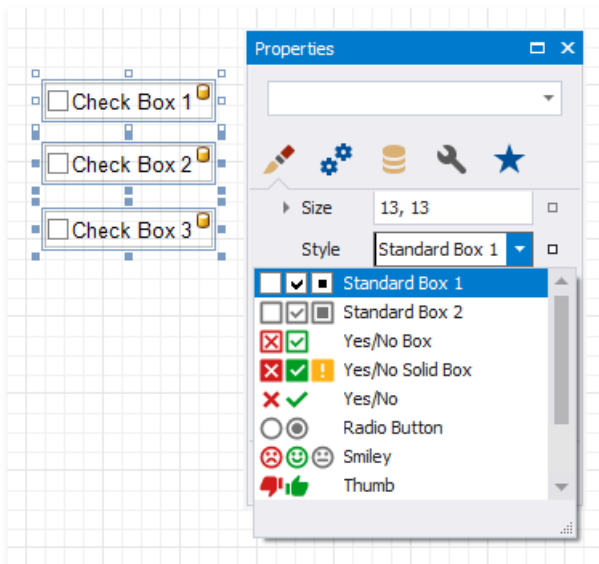 Properties
Check Box 1
Check Box 2
Check Box 3
Size 13, 13
Style Standard Box 1
Standard Box 1
Standard Box 2
Yes/No Box
Yes/No Solid Box
Yes/No
Radio Button
Smiley
Thumb